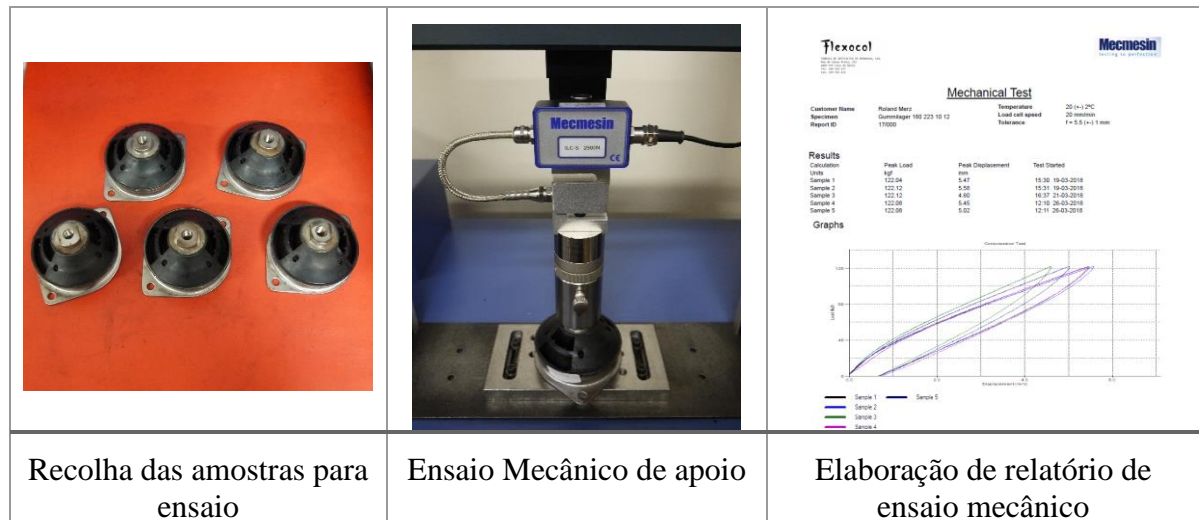 Mecmesin
ILC-S 2500N
CE
Flexocol
Mecmesin
Mechanical Test
Customer Name Roland Merz Temperature 20 (+-) 2ºC
Specimen Gummilager 160 223 10 12 Load cell speed 20 mm/min
Report ID 17/000 Tolerance f = 5.5 (+-) 1 mm
Results
Calculation Peak Load Peak Displacement Test Started
Units kgf mm
Sample 1 122.04 5.47 15:30 19-03-2018
Sample 2 122.12 5.58 15:31 19-03-2018
Sample 3 122.12 4.60 16:37 21-03-2018
Sample 4 122.08 5.45 12:10 26-03-2018
Sample 5 122.08 5.02 12:11 26-03-2018
Graphs
Compression Test
Sample 1 Sample 5
Sample 2
Sample 3
Sample 4
Recolha das amostras para
ensaio
Ensaio Mecânico de apoio
Elaboração de relatório de
ensaio mecânico